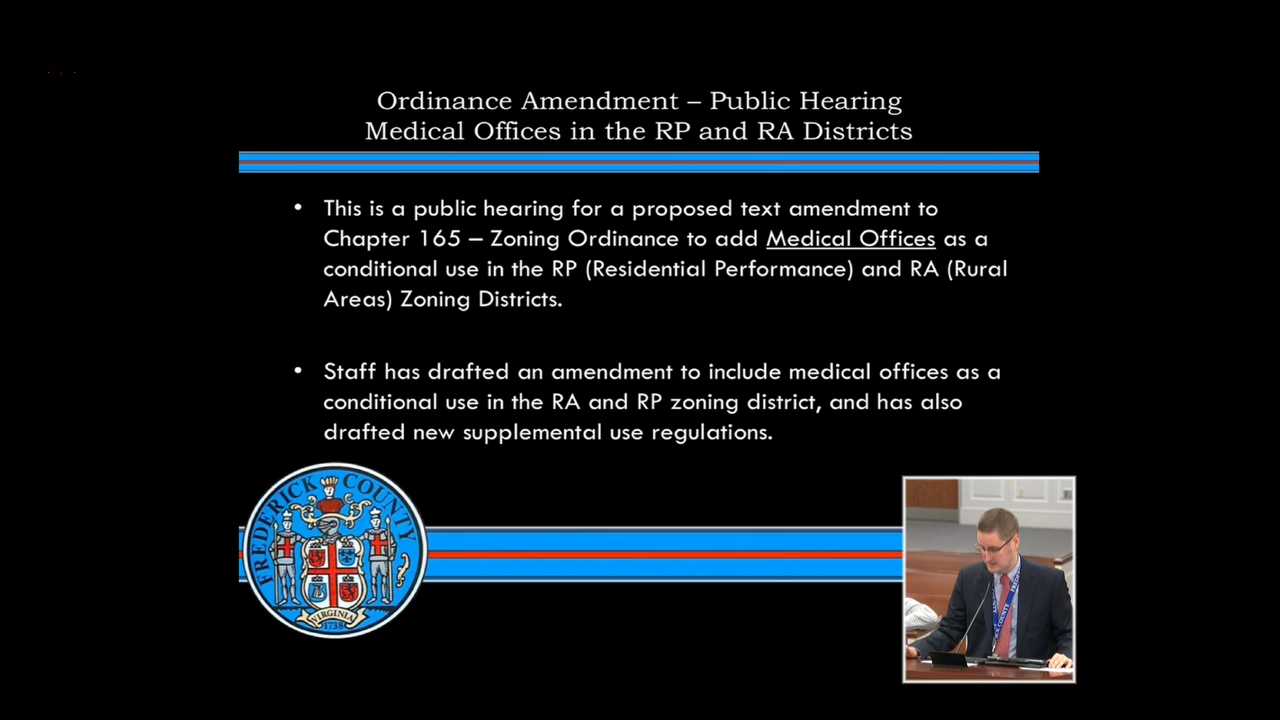 Ordinance Amendment – Public Hearing
Medical Offices in the RP and RA Districts
• This is a public hearing for a proposed text amendment to
Chapter 165 – Zoning Ordinance to add Medical Offices as a
conditional use in the RP (Residential Performance) and RA (Rural
Areas) Zoning Districts.
• Staff has drafted an amendment to include medical offices as a
conditional use in the RA and RP zoning district, and has also
drafted new supplemental use regulations.
FREDERICK COUNTY
VIRGINIA
1738